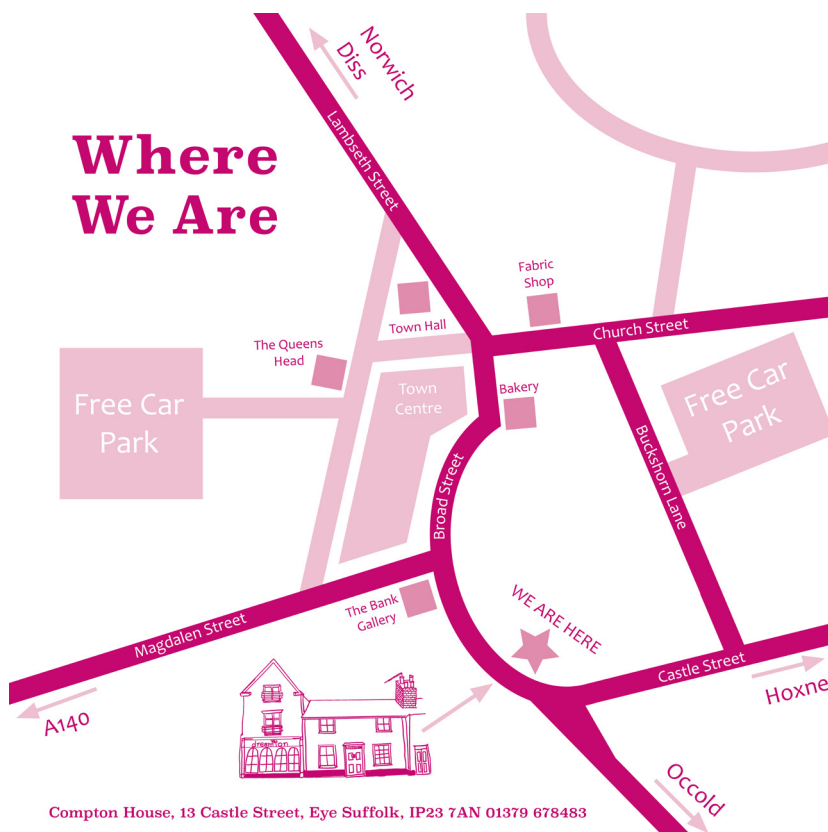 Norwich
Diss
Where
We Are
Lambseth Street
Fabric
Shop
Town Hall
Church Street
The Queens
Head
Free Car
Park
Town
Centre
Bakery
Free Car
Park
Broad Street
Buckshorn Lane
The Bank
Gallery
WE ARE HERE
Magdalen Street
Castle Street
Hoxne
A140
Occold
Compton House, 13 Castle Street, Eye Suffolk, IP23 7AN 01379 678483